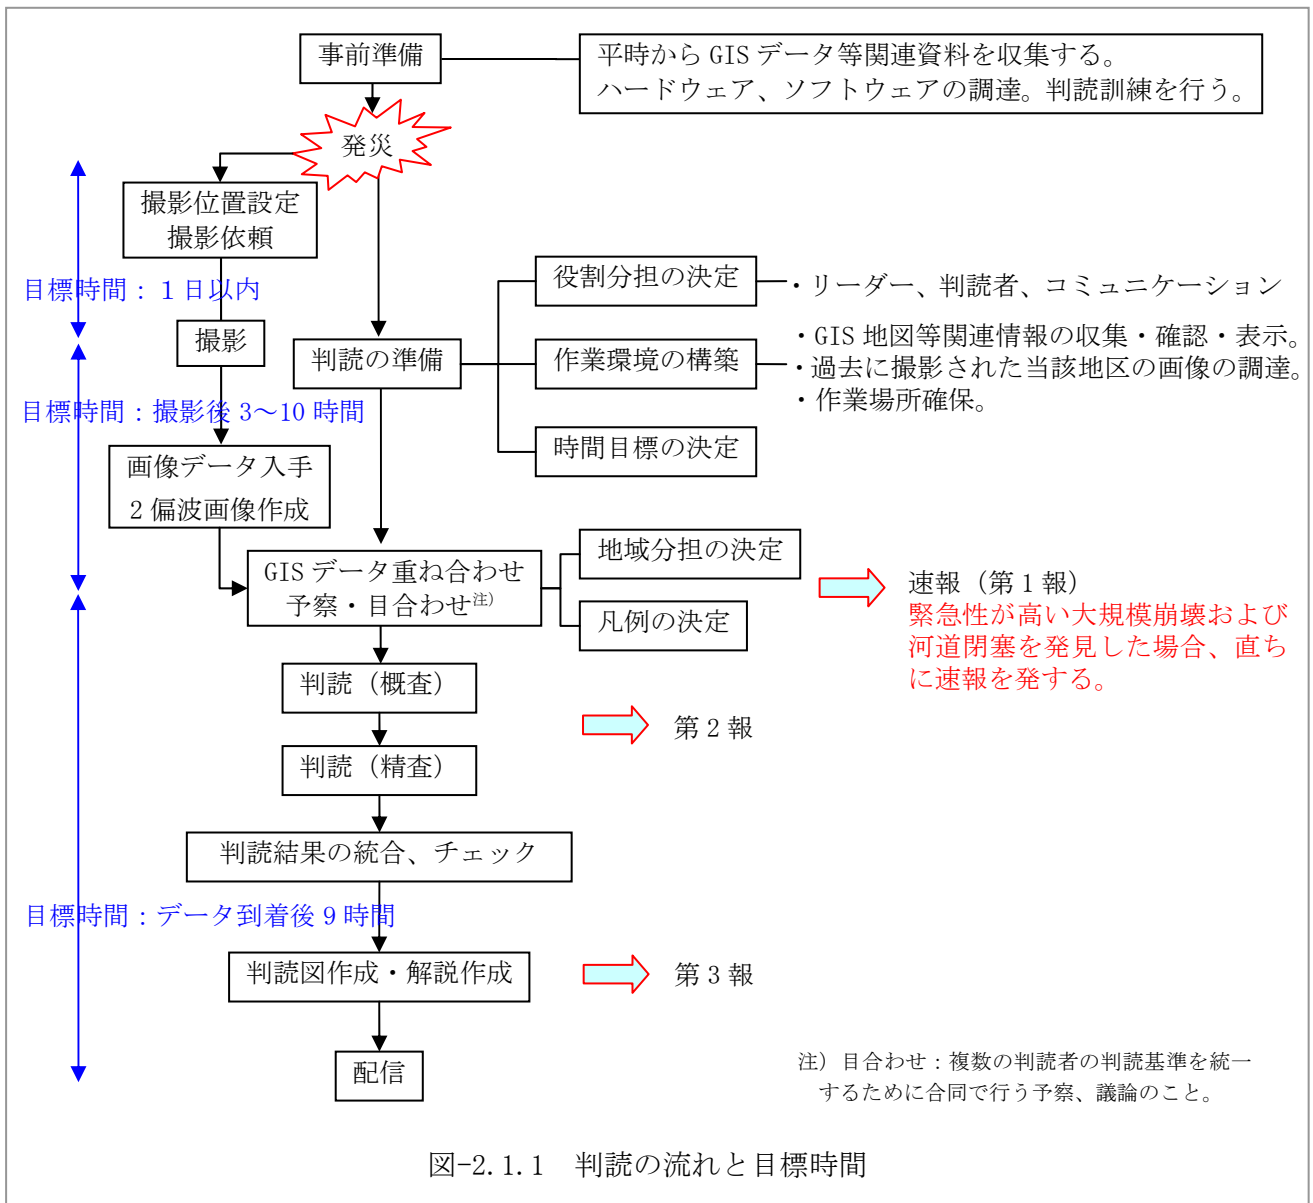 事前準備
平時から GIS データ等関連資料を収集する。
ハードウェア、ソフトウェアの調達。判読訓練を行う。
発災
撮影位置設定
撮影依頼
目標時間：１日以内
撮影
判読の準備
役割分担の決定
・リーダー、判読者、コミュニケーション
作業環境の構築
・GIS 地図等関連情報の収集・確認・表示。
・過去に撮影された当該地区の画像の調達。
・作業場所確保。
時間目標の決定
目標時間：撮影後 3～10 時間
画像データ入手
2 偏波画像作成
GIS データ重ね合わせ
予察・目合わせ注）
地域分担の決定
凡例の決定
速報（第 1 報）
緊急性が高い大規模崩壊および
河道閉塞を発見した場合、直ち
に速報を発する。
判読（概査）
第 2 報
判読（精査）
判読結果の統合、チェック
目標時間：データ到着後 9 時間
判読図作成・解説作成
第 3 報
配信
注）目合わせ：複数の判読者の判読基準を統一
するために合同で行う予察、議論のこと。
図-2.1.1　判読の流れと目標時間